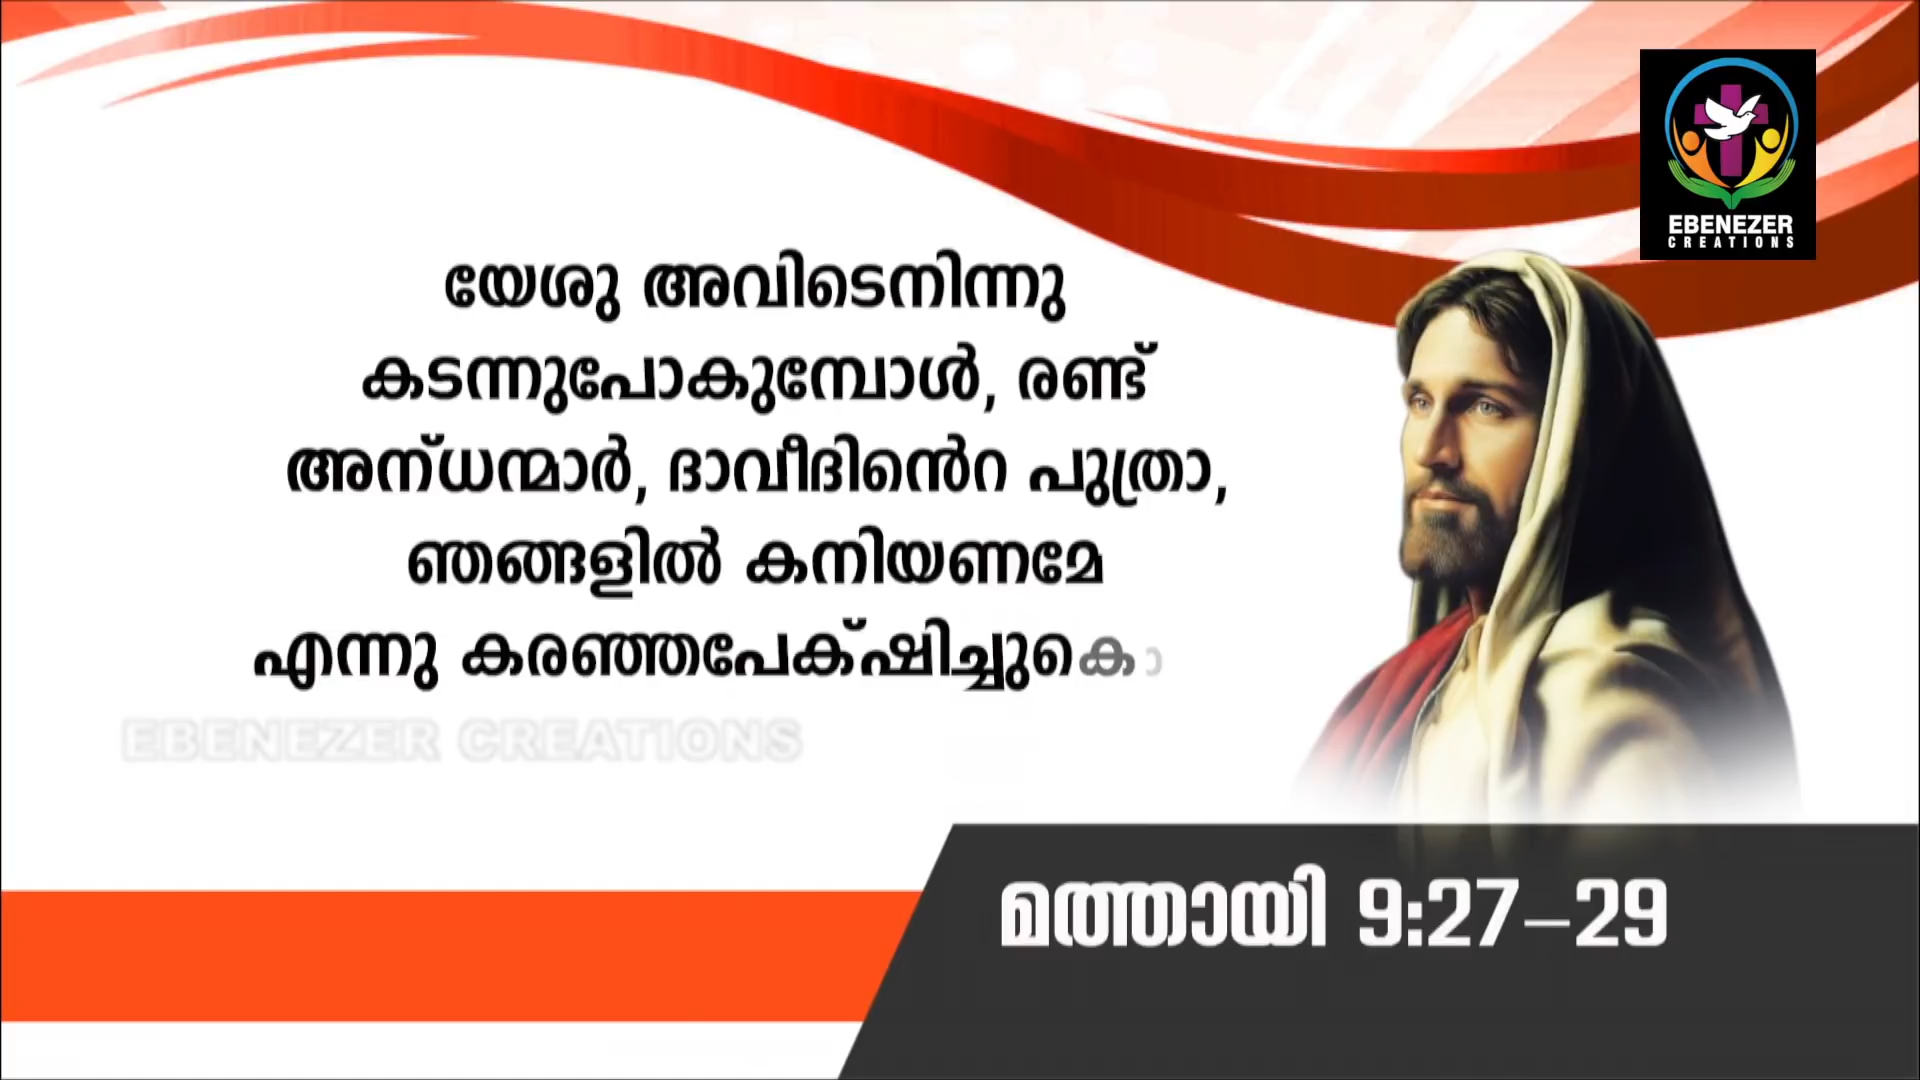 EBENEZER
CREATIONS
യേശു അവിടെനിന്നു
കടന്നുപോകുമ്പോൾ, രണ്ട്
അന്ധന്മാർ, ദാവീദിൻെറ പുത്രാ,
ഞങ്ങളിൽ കനിയണമേ
എന്നു കരഞ്ഞപേക്ഷിച്ചുകൊ
EBENEZER CREATIONS
മത്തായി 9:27-29